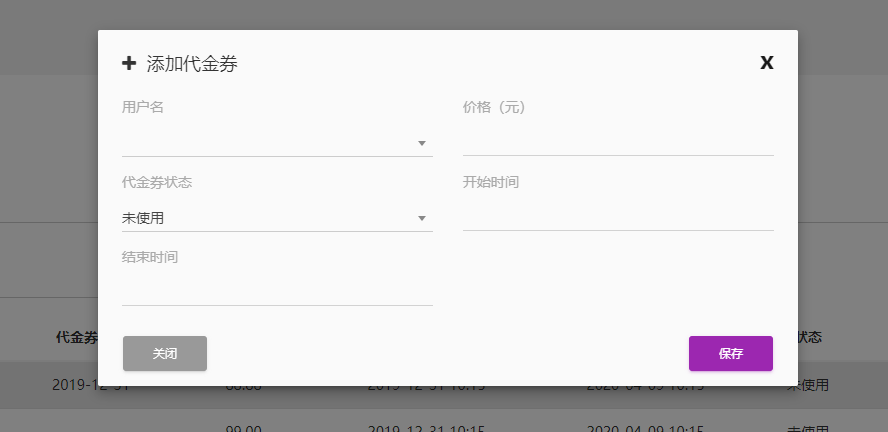 添加代金券 X
用户名 价格（元）
代金券状态 开始时间
未使用
结束时间
关闭 保存
代金券 状态
2019-12-31 88.00 2019-12-31 10:15 2020-04-09 10:15 未使用
99.00 2019-12-31 10:15 2020-04-09 10:15 未使用